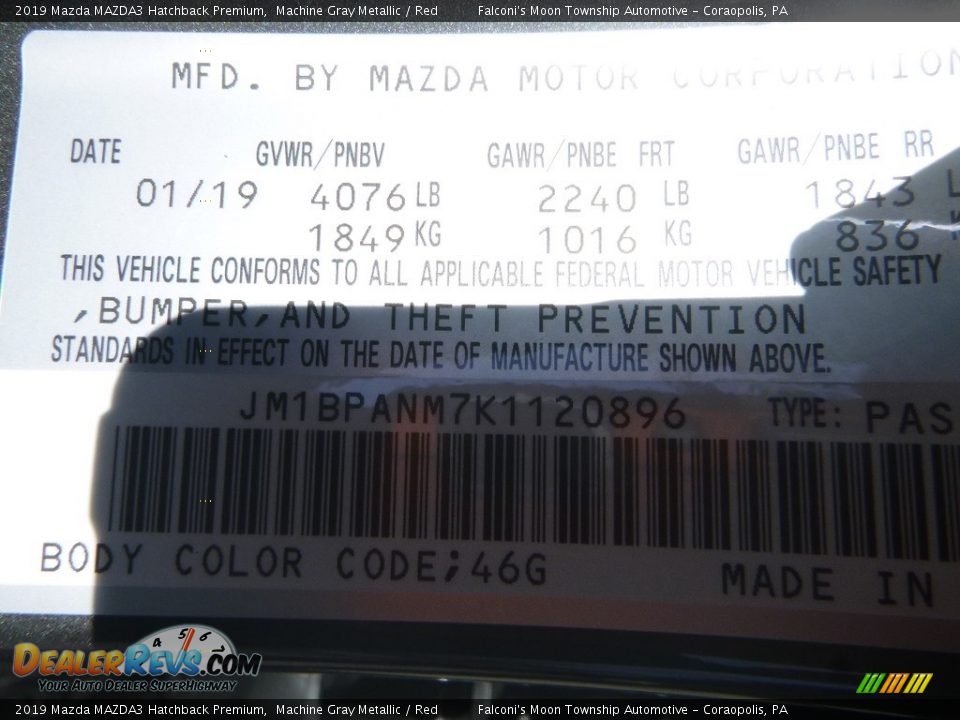 2019 Mazda MAZDA3 Hatchback Premium, Machine Gray Metallic / Red Falconi's Moon Township Automotive - Coraopolis, PA
MFD. BY MAZDA MOTOR CORPORATION
DATE GVWR/PNBV GAWR/PNBE FRT GAWR/PNBE RR
01/19 4076 LB 2240 LB 1843 L
1849 KG 1016 KG 836 K
THIS VEHICLE CONFORMS TO ALL APPLICABLE FEDERAL MOTOR VEHICLE SAFETY
,BUMPER,AND THEFT PREVENTION
STANDARDS IN EFFECT ON THE DATE OF MANUFACTURE SHOWN ABOVE.
JM1BPANM7K1120896 TYPE: PAS
BODY COLOR CODE;46G MADE IN
4 5 6
DEALERREVS.COM
YOUR AUTO DEALER SUPERHIGHWAY
2019 Mazda MAZDA3 Hatchback Premium, Machine Gray Metallic / Red Falconi's Moon Township Automotive - Coraopolis, PA